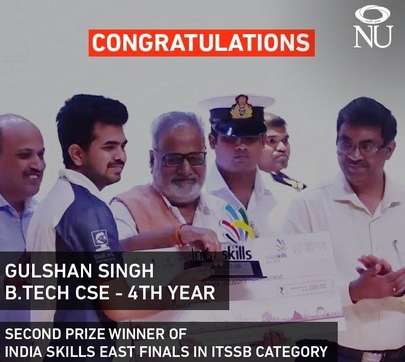 CONGRATULATIONS
NU
india
skills
GULSHAN SINGH
B.TECH CSE - 4TH YEAR
SECOND PRIZE WINNER OF
INDIA SKILLS EAST FINALS IN ITSSB CATEGORY